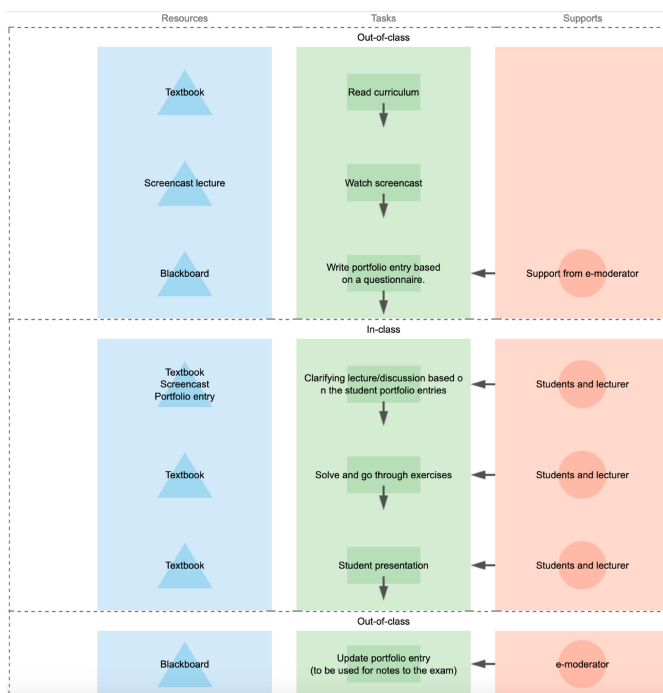 Resources Tasks Supports
Out-of-class
Textbook
Read curriculum
Screencast lecture
Watch screencast
Blackboard
Write portfolio entry based
on a questionnaire.
Support from e-moderator
In-class
Textbook
Screencast
Portfolio entry
Clarifying lecture/discussion based o
n the student portfolio entries
Students and lecturer
Textbook
Solve and go through exercises
Students and lecturer
Textbook
Student presentation
Students and lecturer
Out-of-class
Blackboard
Update portfolio entry
(to be used for notes to the exam)
e-moderator